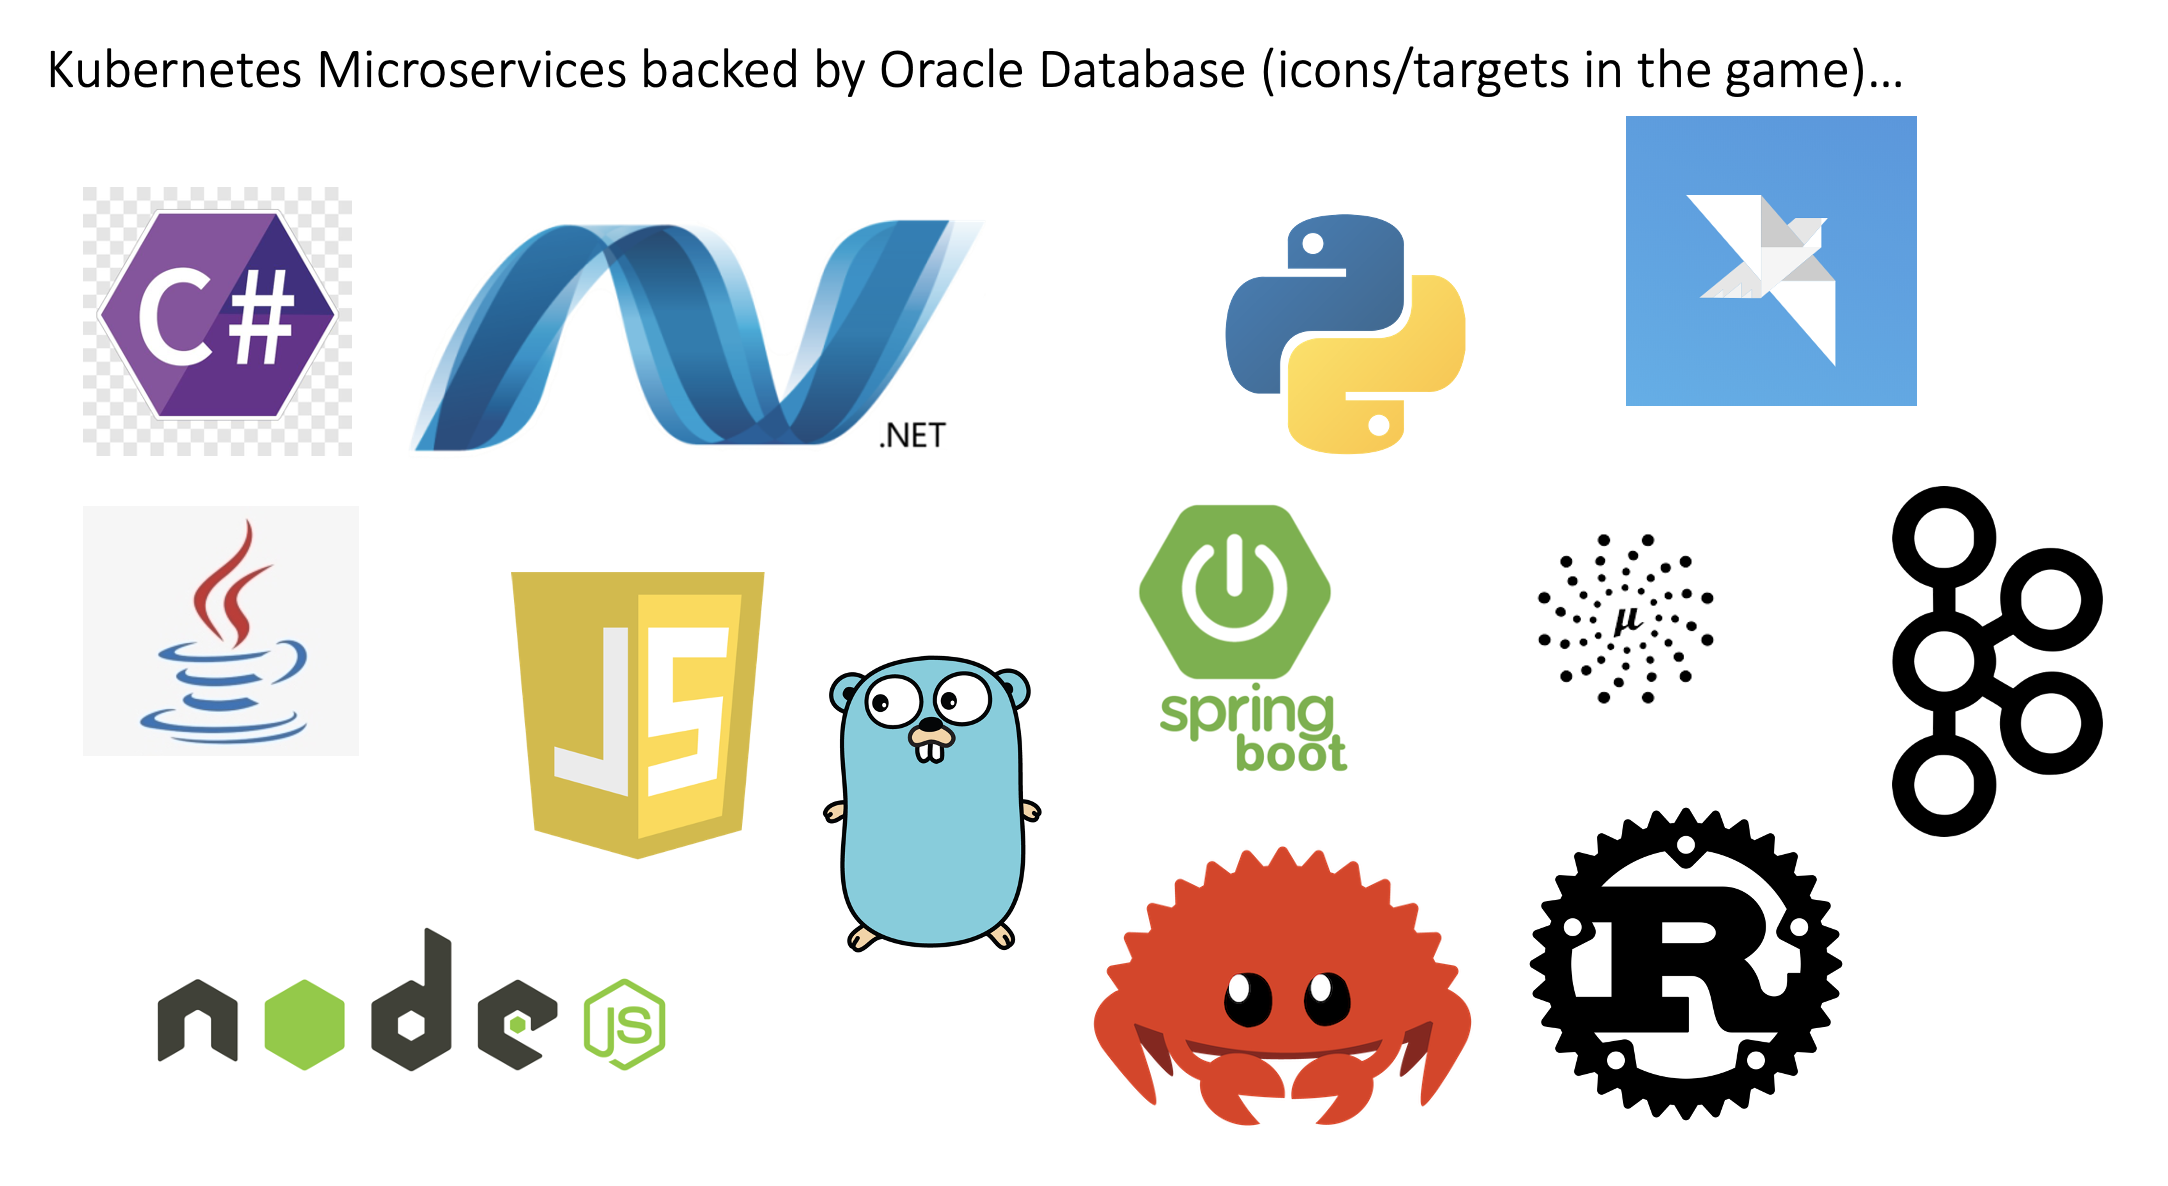 Kubernetes Microservices backed by Oracle Database (icons/targets in the game)...
C#
.NET
JS
spring
boot
μ
R
node
JS